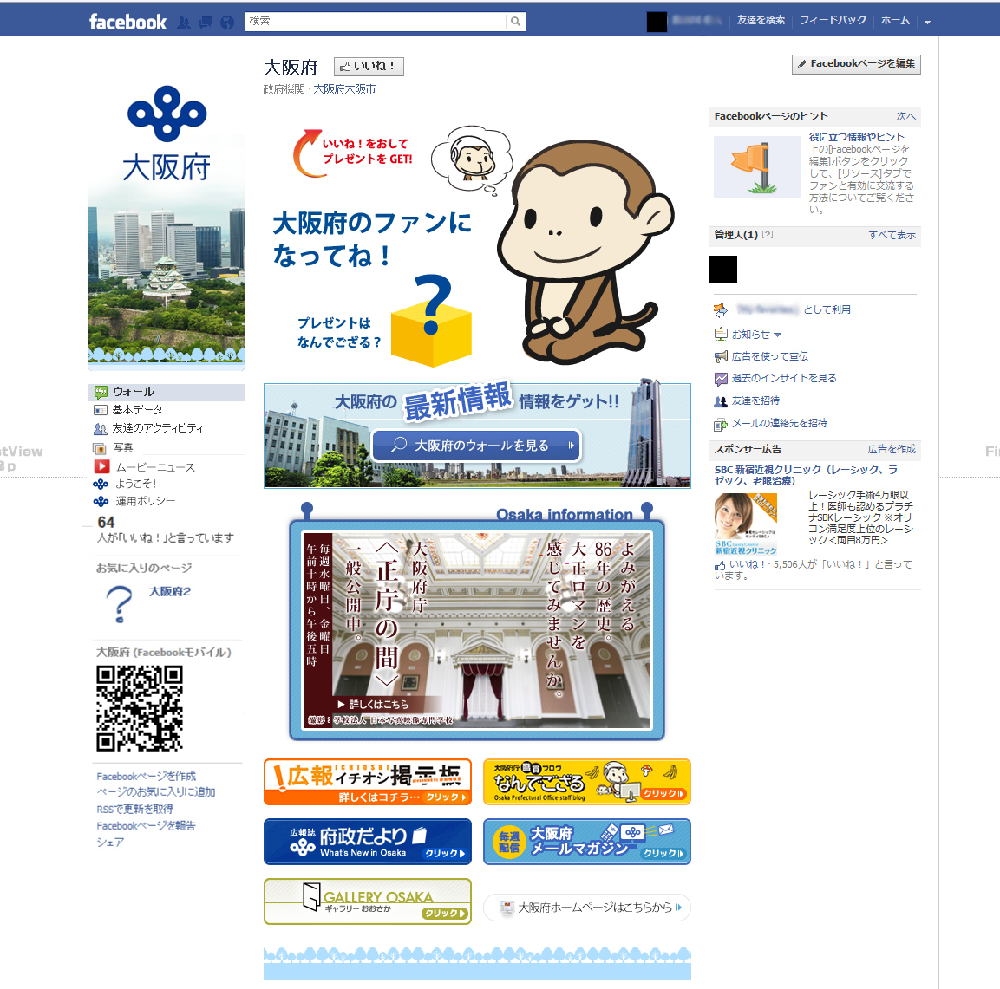 facebook
検索
友達を検索
フィードバック
ホーム
大阪府
ウォール
基本データ
友達のアクティビティ
写真
ムービーニュース
ようこそ!
運用ポリシー
64
人が「いいね！」と言っています
お気に入りのページ
大阪府2
大阪府 (Facebookモバイル)
Facebookページを作成
ページのお気に入りに追加
RSSで更新を取得
Facebookページを報告
シェア
大阪府
いいね！
政府機関・大阪府大阪市
いいね！をおして
プレゼントを GET!
大阪府のファンに
なってね！
プレゼントは
なんでござる？
?
大阪府の 最新情報 情報をゲット!!
大阪府のウォールを見る
Osaka information
よみがえる
86年の歴史。
大正ロマンを
感じてみませんか。
大阪府庁
〈正庁の間〉
一般公開中。
毎週水曜日、金曜日
午前十時から午後五時
詳しくはこちら
撮影：学校法人 日本写真映像専門学校
ICHIOSHI
広報イチオシ掲示板
詳しくはコチラ… クリック
大阪府庁 職員ブログ
なんでござる
Osaka Prefectural Office staff blog
クリック
広報誌 府政だより
What's New in Osaka クリック
毎週配信
大阪府
メールマガジン クリック
GALLERY OSAKA
ギャラリー おおさか
クリック
大阪府ホームページはこちらから
Facebookページを編集
Facebookページのヒント 次へ
役に立つ情報やヒント
上の[Facebookページを
編集]ボタンをクリック
して、[リソース]タブで
ファンと有効に交流する
方法についてご覧くださ
い。
管理人(1) [?] すべて表示
として利用
お知らせ
広告を使って宣伝
過去のインサイトを見る
友達を招待
メールの連絡先を招待
スポンサー広告 広告を作成
SBC 新宿近視クリニック（レーシック、ラ
ゼック、老眼治療）
レーシック手術4万眼以
上！医師も認めるプラチ
ナSBKレーシック ※オリ
コン満足度上位のレーシ
ック＜両目8万円＞
SBC
新宿近視クリニック
いいね！・5,506人が「いいね！」と言って
います。